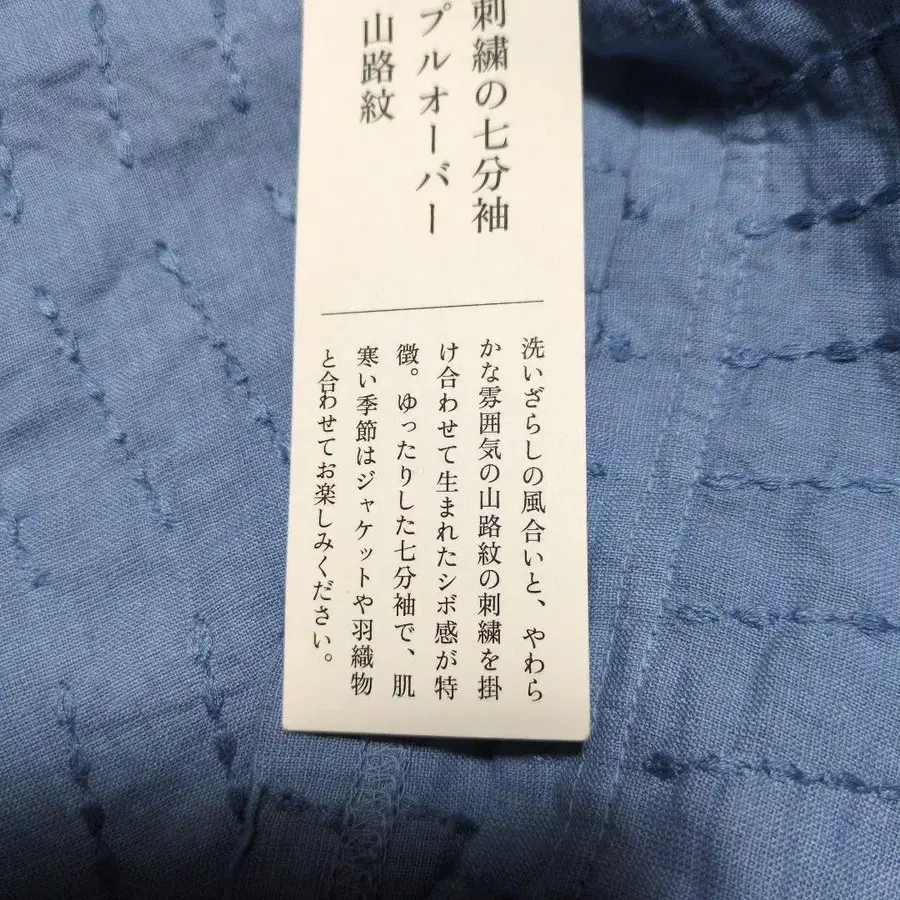 刺繍の七分袖
プルオーバー
山路紋
洗いざらしの風合いと、やわら
かな雰囲気の山路紋の刺繍を掛
け合わせて生まれたシボ感が特
徴。ゆったりした七分袖で、肌
寒い季節はジャケットや羽織物
と合わせてお楽しみください。